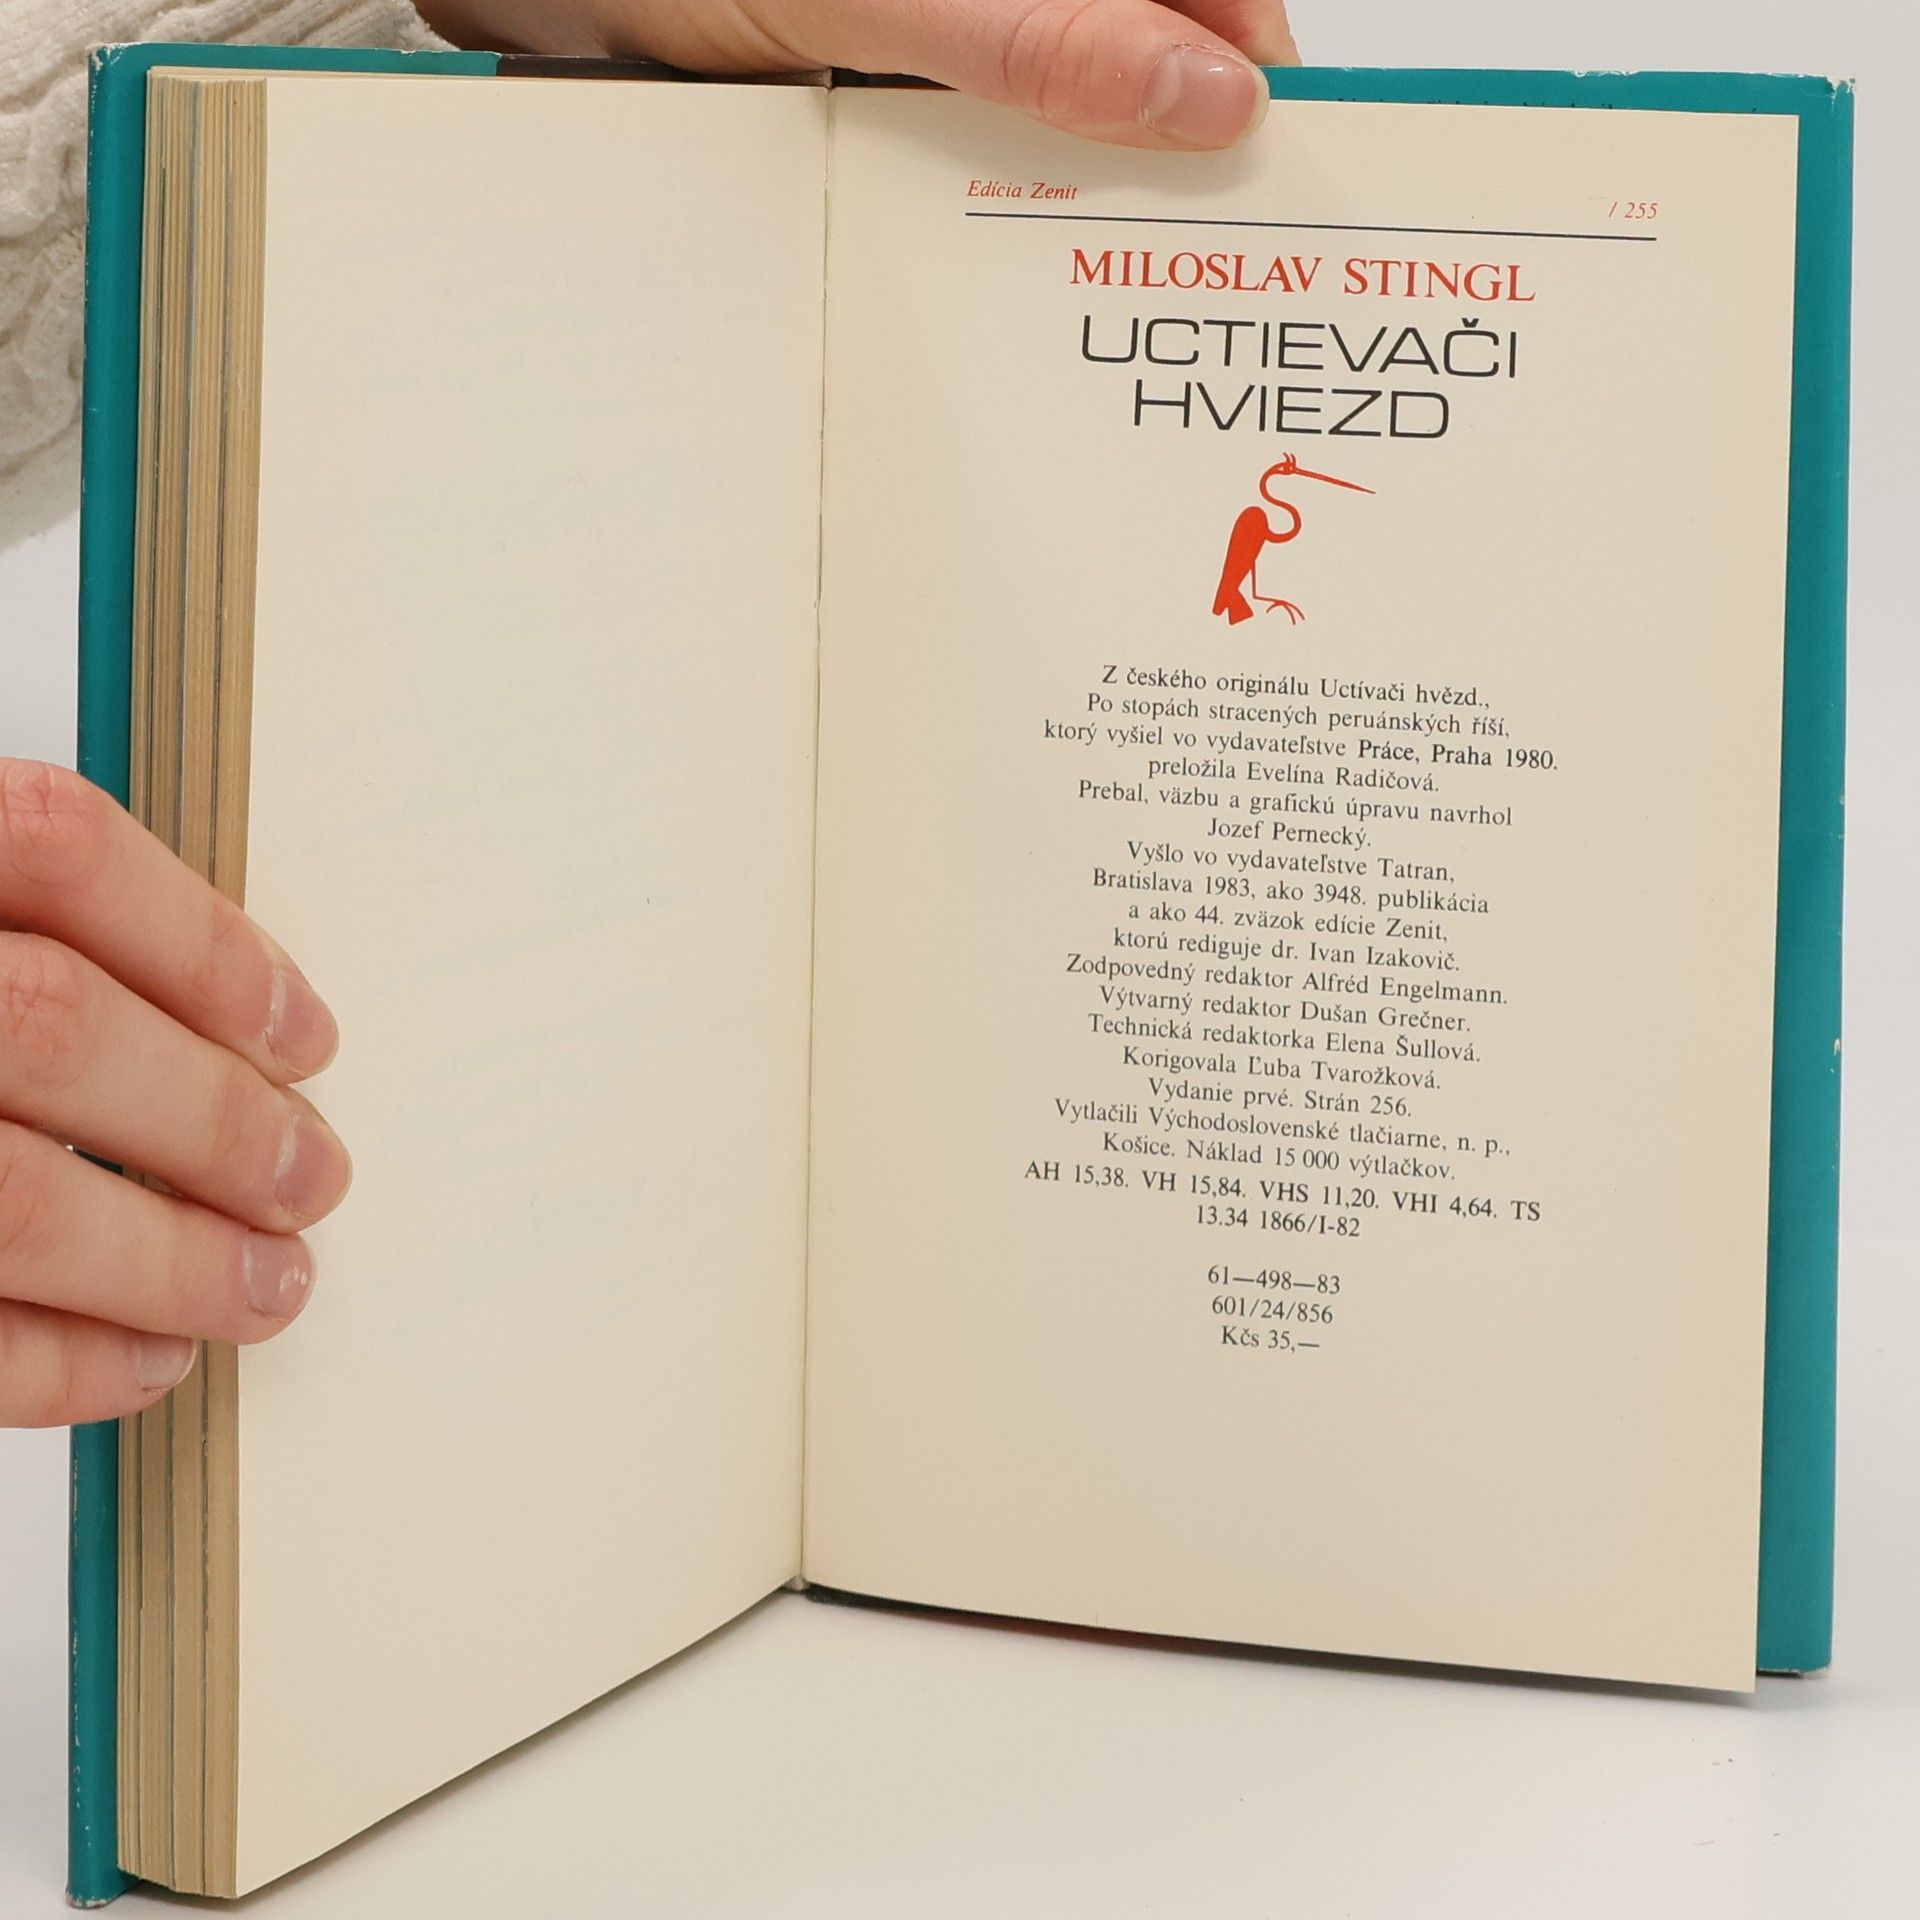 Edícia Zenit
/ 255
MILOSLAV STINGL
UCTIEVAČI
HVIEZD
Z českého originálu Uctívači hvězd.,
Po stopách stracených peruánských říší,
ktorý vyšiel vo vydavateľstve Práce, Praha 1980.
preložila Evelína Radičová.
Prebal, väzbu a grafickú úpravu navrhol
Jozef Pernecký.
Vyšlo vo vydavateľstve Tatran,
Bratislava 1983, ako 3948. publikácia
a ako 44. zväzok edície Zenit,
ktorú rediguje dr. Ivan Izakovič.
Zodpovedný redaktor Alfréd Engelmann.
Výtvarný redaktor Dušan Grečner.
Technická redaktorka Elena Šullová.
Korigovala Ľuba Tvarožková.
Vydanie prvé. Strán 256.
Vytlačili Východoslovenské tlačiarne, n. p.,
Košice. Náklad 15 000 výtlačkov.
AH 15,38. VH 15,84. VHS 11,20. VHI 4,64. TS
13.34 1866/I-82
61—498—83
601/24/856
Kčs 35,—